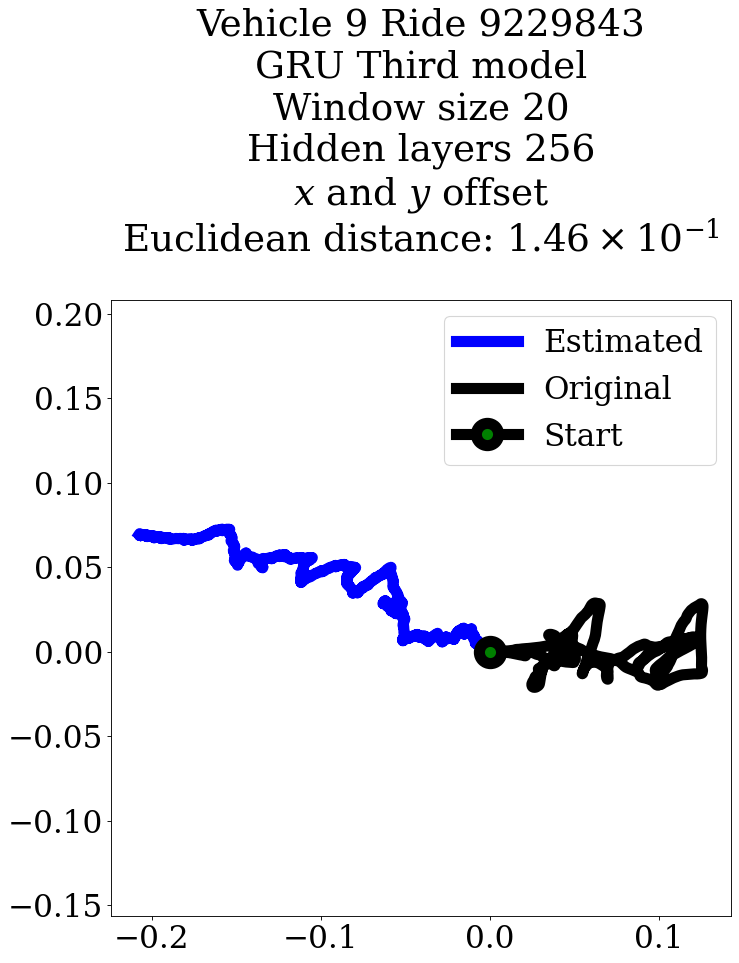 Vehicle 9 Ride 9229843
GRU Third model
Window size 20
Hidden layers 256
x and y offset
Euclidean distance: 1.46 × 10⁻¹
Estimated
Original
Start
0.20
0.15
0.10
0.05
0.00
−0.05
−0.10
−0.15
−0.2 −0.1 0.0 0.1